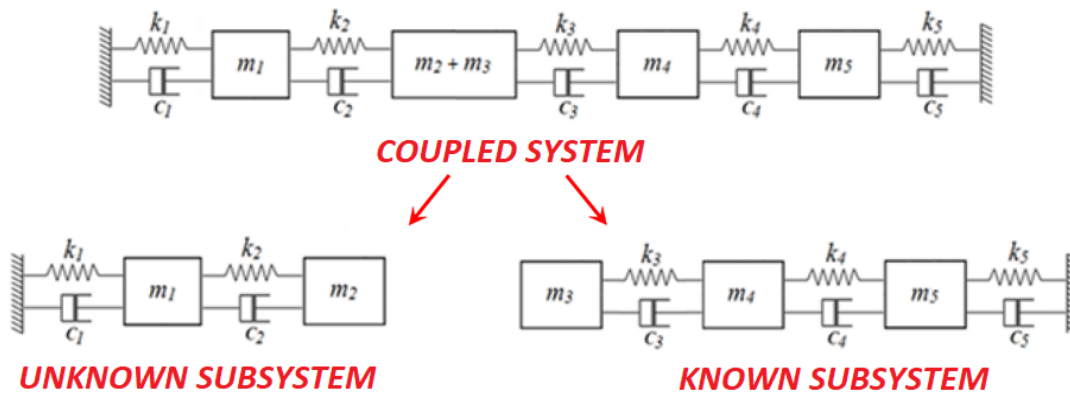 k₁ k₂ k₃ k₄ k₅
m₁ m₂ + m₃ m₄ m₅
c₁ c₂ c₃ c₄ c₅
COUPLED SYSTEM
k₁ k₂ k₃ k₄ k₅
m₁ m₂ m₃ m₄ m₅
c₁ c₂ c₃ c₄ c₅
UNKNOWN SUBSYSTEM KNOWN SUBSYSTEM